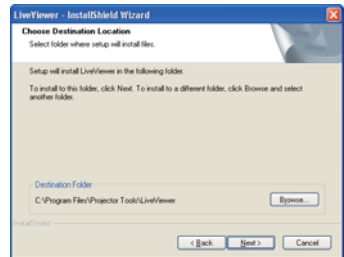 LiveViewer - InstallShield Wizard
Choose Destination Location
Select folder where setup will install files.
Setup will install LiveViewer in the following folder.
To install to this folder, click Next. To install to a different folder, click Browse and select
another folder.
Destination Folder
C:\Program Files\Projector Tools\LiveViewer
Browse...
InstallShield
< Back
Next >
Cancel